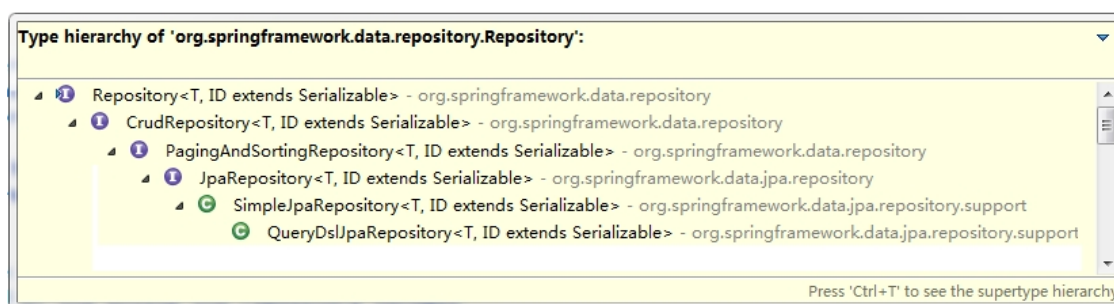 Type hierarchy of 'org.springframework.data.repository.Repository':
Repository<T, ID extends Serializable> - org.springframework.data.repository
CrudRepository<T, ID extends Serializable> - org.springframework.data.repository
PagingAndSortingRepository<T, ID extends Serializable> - org.springframework.data.repository
JpaRepository<T, ID extends Serializable> - org.springframework.data.jpa.repository
SimpleJpaRepository<T, ID extends Serializable> - org.springframework.data.jpa.repository.support
QueryDslJpaRepository<T, ID extends Serializable> - org.springframework.data.jpa.repository.support
Press 'Ctrl+T' to see the supertype hierarchy